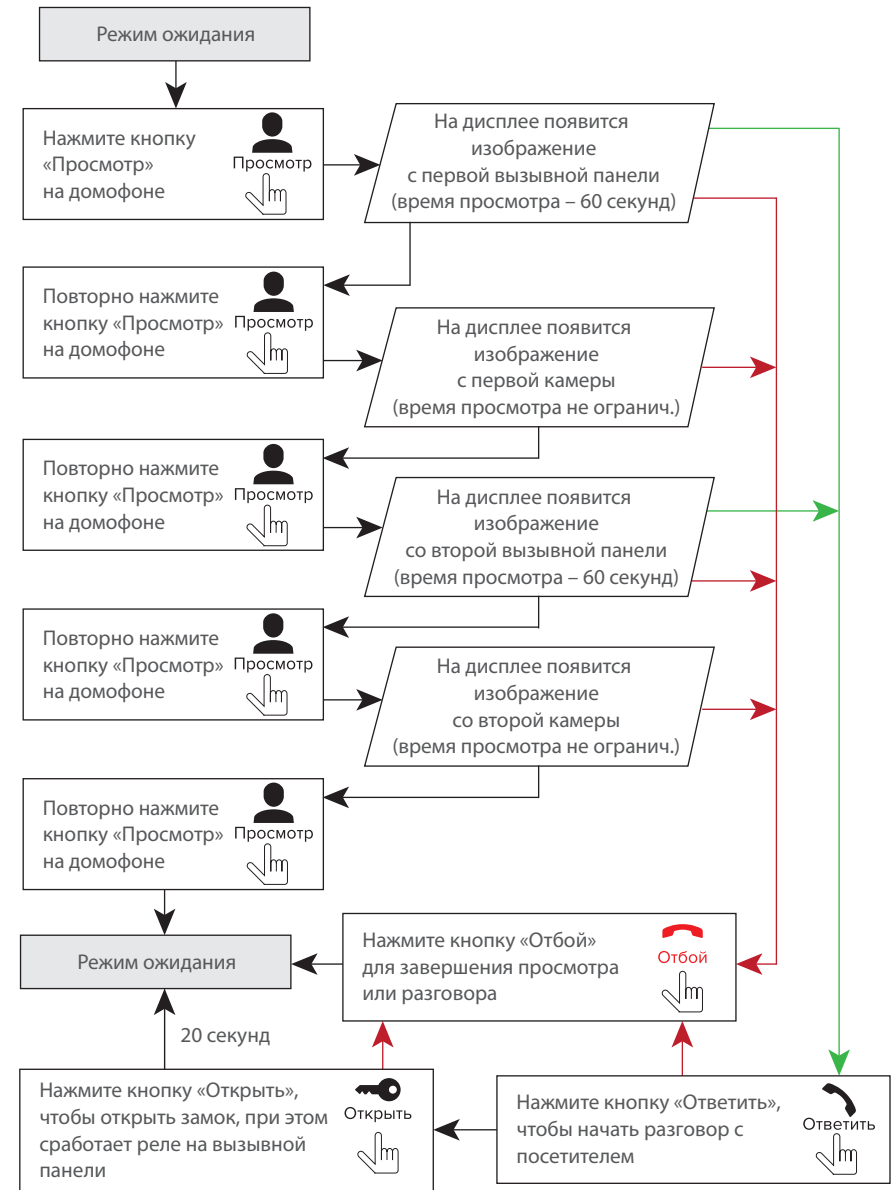 Режим ожидания
Нажмите кнопку
«Просмотр»
на домофоне
Просмотр
На дисплее появится
изображение
с первой вызывной панели
(время просмотра – 60 секунд)
Повторно нажмите
кнопку «Просмотр»
на домофоне
Просмотр
На дисплее появится
изображение
с первой камеры
(время просмотра не огранич.)
Повторно нажмите
кнопку «Просмотр»
на домофоне
Просмотр
На дисплее появится
изображение
со второй вызывной панели
(время просмотра – 60 секунд)
Повторно нажмите
кнопку «Просмотр»
на домофоне
Просмотр
На дисплее появится
изображение
со второй камеры
(время просмотра не огранич.)
Повторно нажмите
кнопку «Просмотр»
на домофоне
Просмотр
Режим ожидания
Нажмите кнопку «Отбой»
для завершения просмотра
или разговора
Отбой
20 секунд
Нажмите кнопку «Открыть»,
чтобы открыть замок, при этом
сработает реле на вызывной
панели
Открыть
Нажмите кнопку «Ответить»,
чтобы начать разговор с
посетителем
Ответить